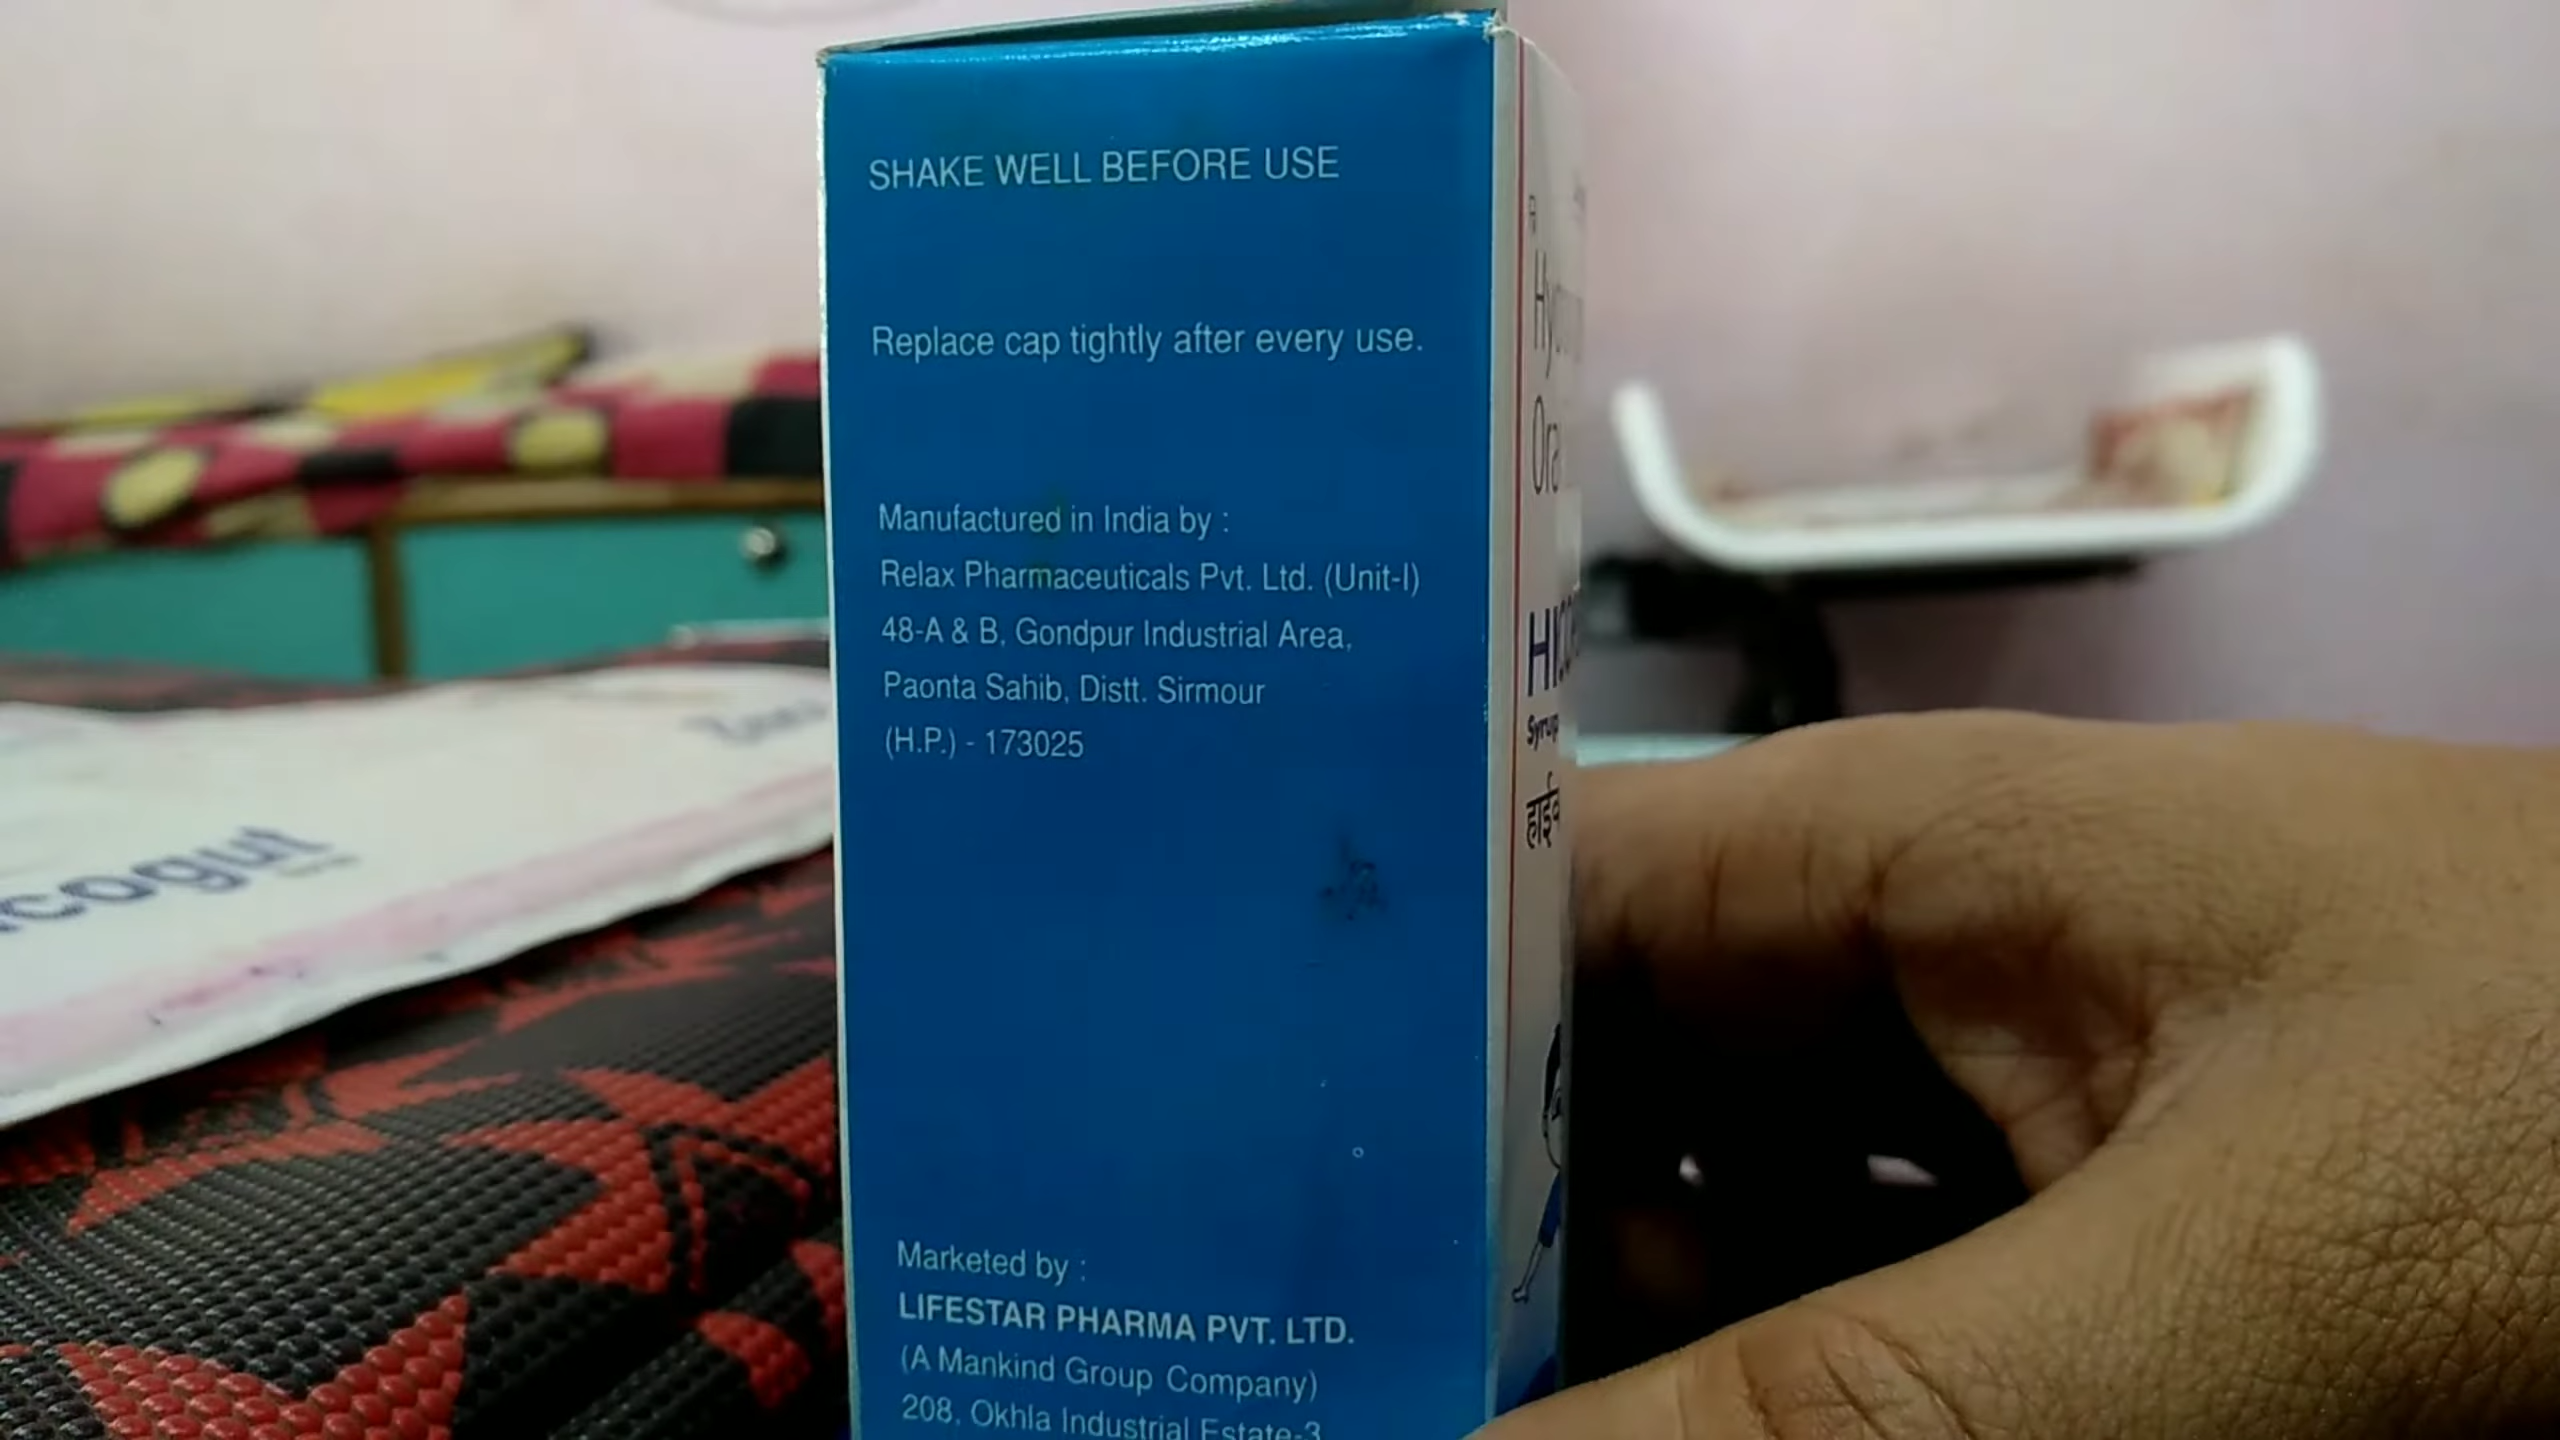 SHAKE WELL BEFORE USE
Replace cap tightly after every use.
Manufactured in India by :
Relax Pharmaceuticals Pvt. Ltd. (Unit-I)
48-A & B, Gondpur Industrial Area,
Paonta Sahib, Distt. Sirmour
(H.P.) - 173025
Marketed by :
LIFESTAR PHARMA PVT. LTD.
(A Mankind Group Company)
208, Okhla Industrial Estate-3
Syrup